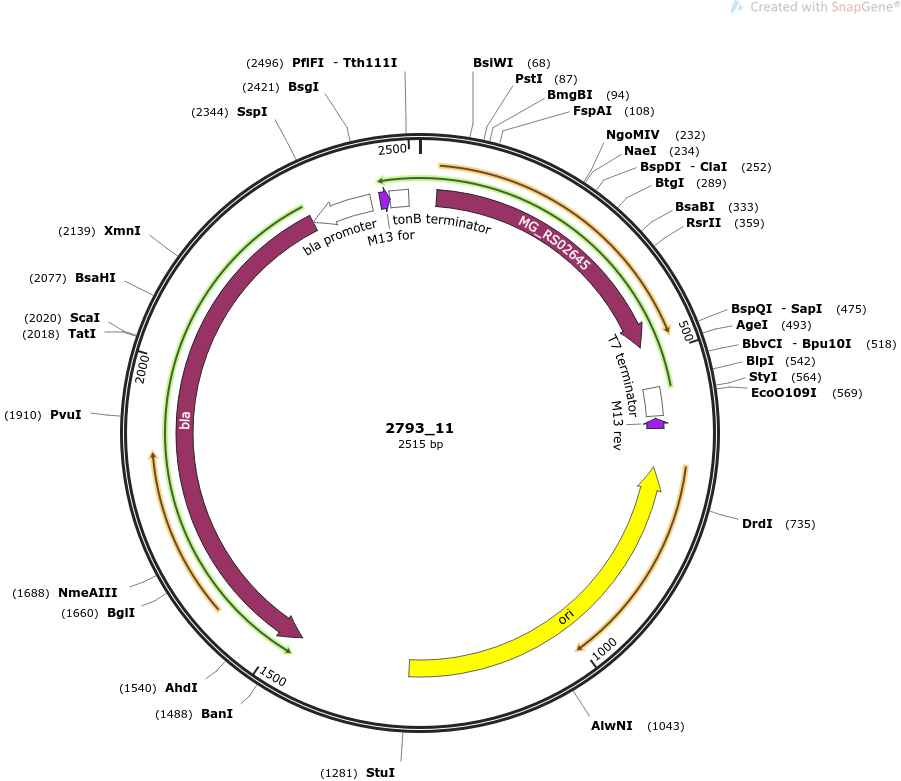 Created with SnapGene®
(2496) PflFI - Tth111I
(2421) BsgI
(2344) SspI
BsiWI (68)
PstI (87)
BmgBI (94)
FspAI (108)
NgoMIV (232)
NaeI (234)
BspDI - ClaI (252)
BtgI (289)
BsaBI (333)
RsrII (359)
BspQI - SapI (475)
AgeI (493)
BbvCI - Bpu10I (518)
BlpI (542)
StyI (564)
EcoO109I (569)
DrdI (735)
AlwNI (1043)
(1281) StuI
(1488) BanI
(1540) AhdI
(1660) BglI
(1688) NmeAIII
(1910) PvuI
(2018) TatI
(2020) ScaI
(2077) BsaHI
(2139) XmnI
2500
500
1000
1500
2000
bla promoter
M13 for
tonB terminator
MG_RS02645
T7 terminator
M13 rev
ori
bla
2793_11
2515 bp